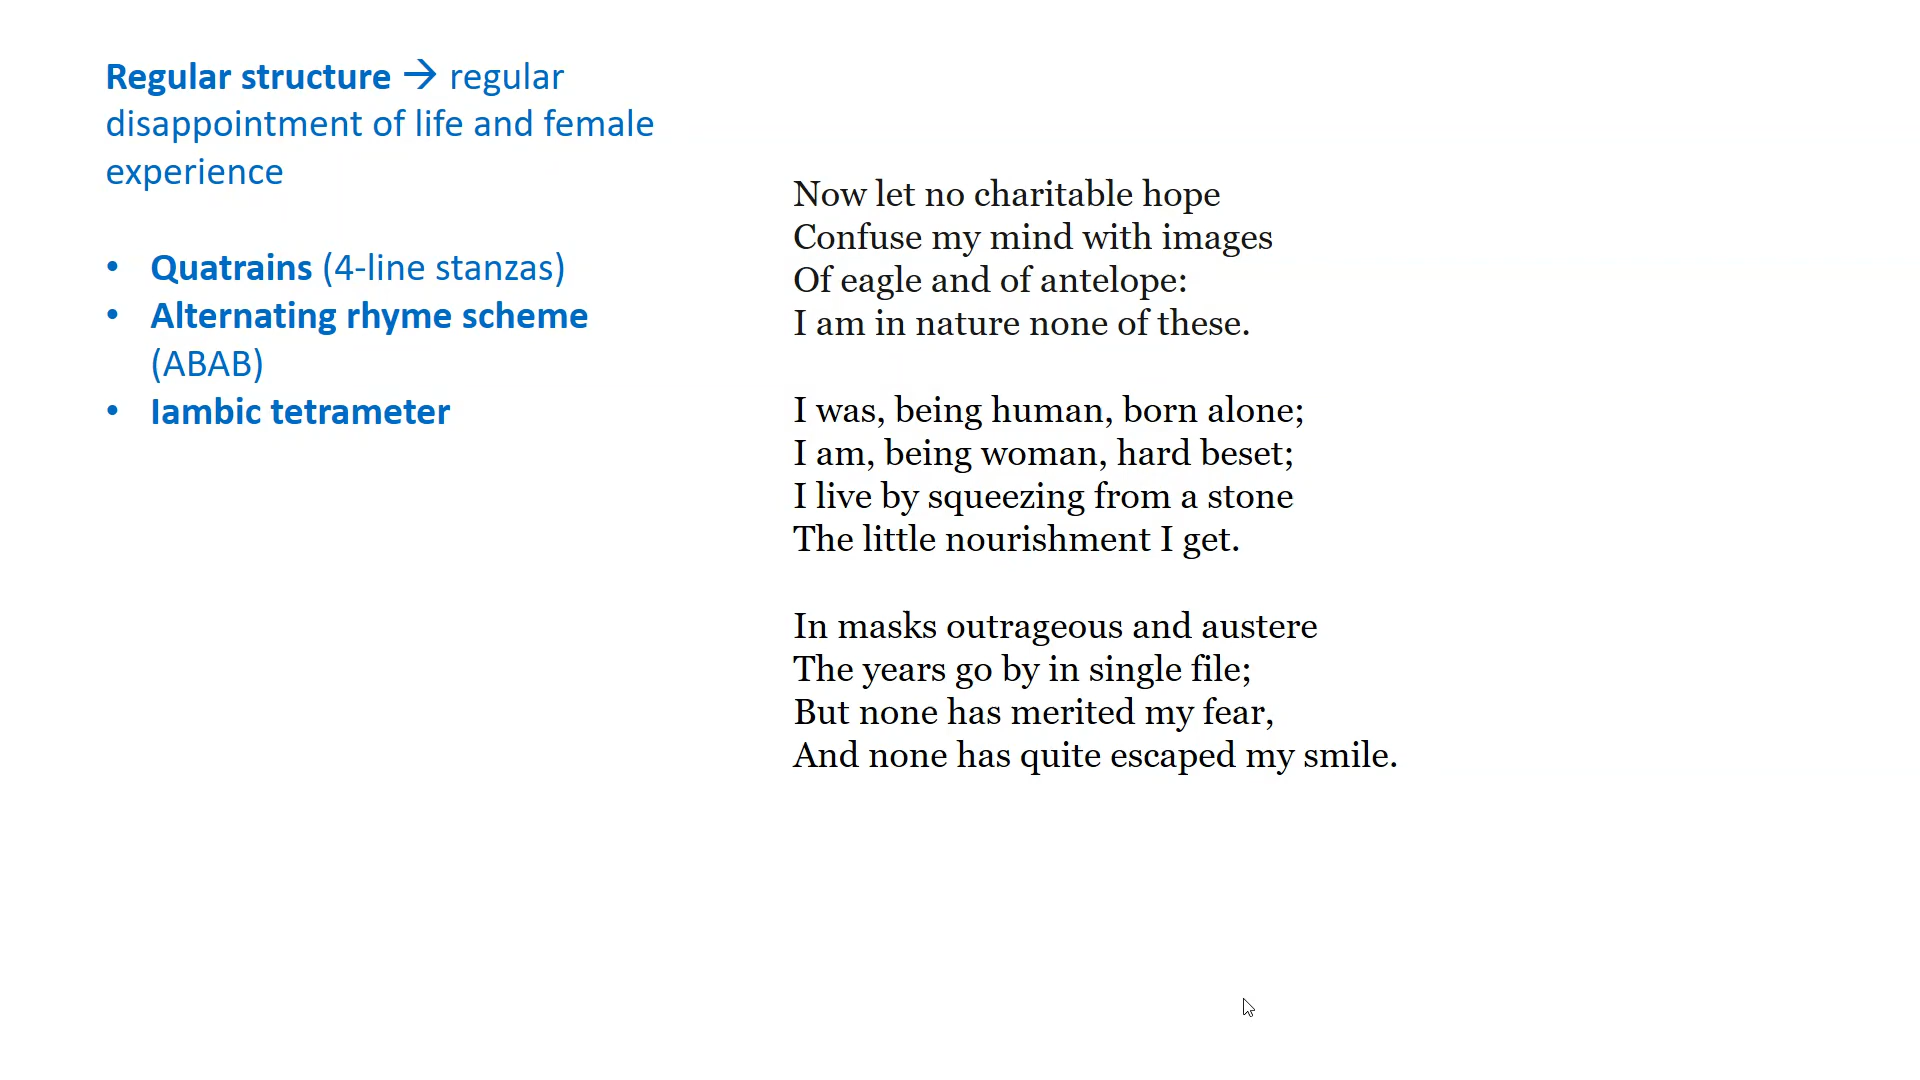 Regular structure → regular
disappointment of life and female
experience
• Quatrains (4-line stanzas)
• Alternating rhyme scheme
(ABAB)
• Iambic tetrameter
Now let no charitable hope
Confuse my mind with images
Of eagle and of antelope:
I am in nature none of these.
I was, being human, born alone;
I am, being woman, hard beset;
I live by squeezing from a stone
The little nourishment I get.
In masks outrageous and austere
The years go by in single file;
But none has merited my fear,
And none has quite escaped my smile.